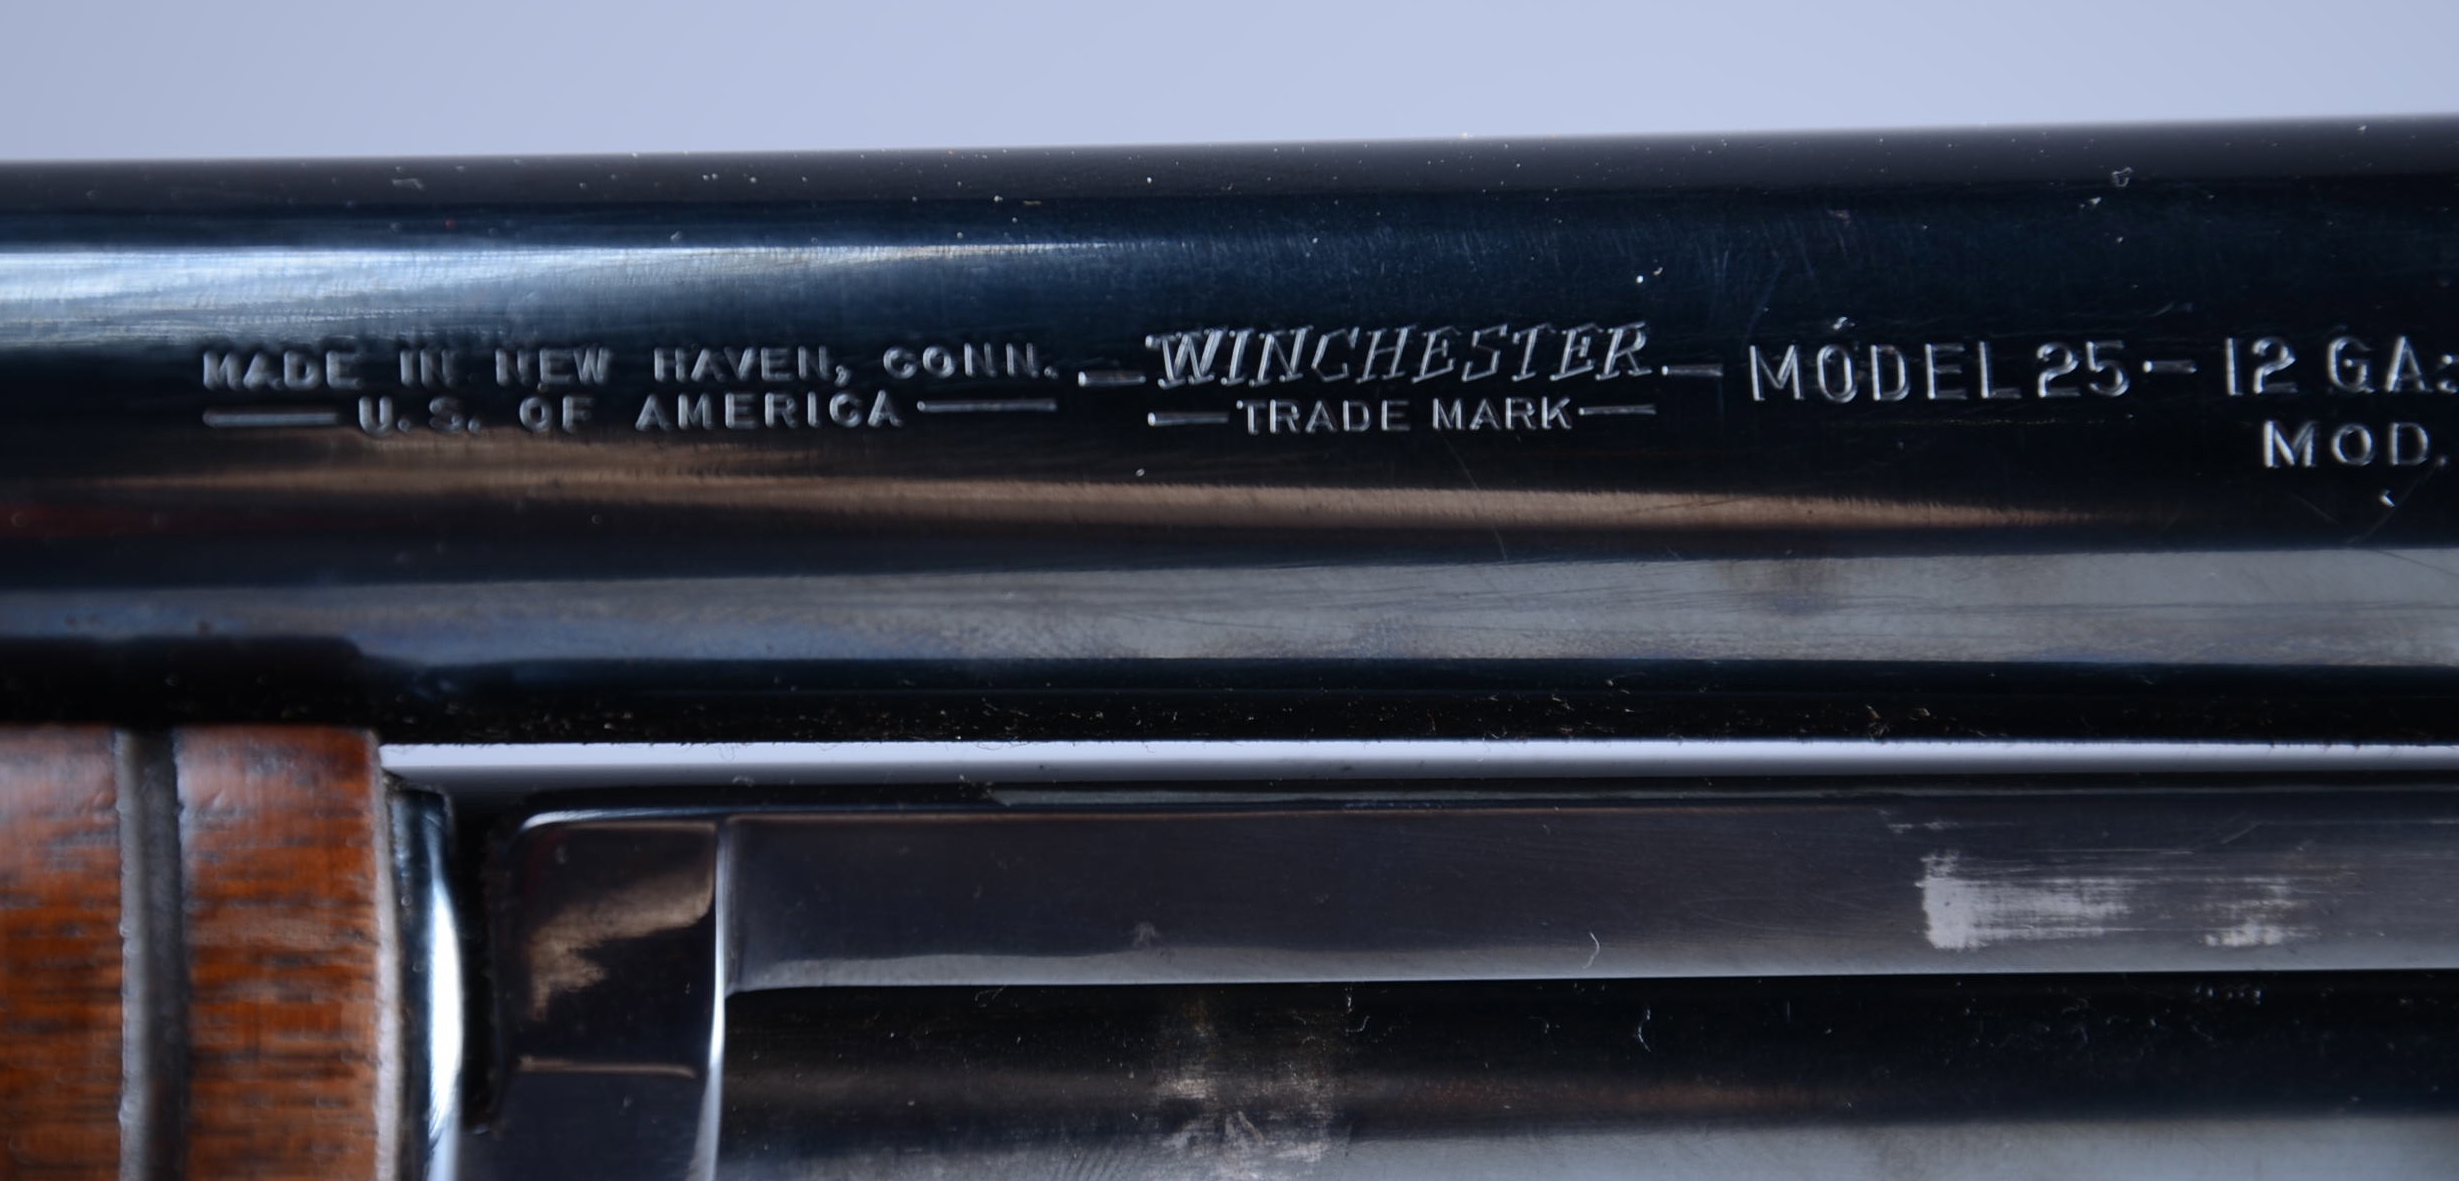 MADE IN NEW HAVEN, CONN.
U.S. OF AMERICA
WINCHESTER
TRADE MARK
MODEL 25-12 GA
MOD.